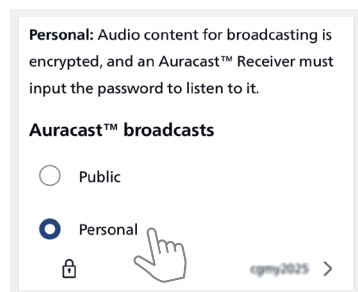 Personal: Audio content for broadcasting is
encrypted, and an Auracast™ Receiver must
input the password to listen to it.
Auracast™ broadcasts
Public
Personal